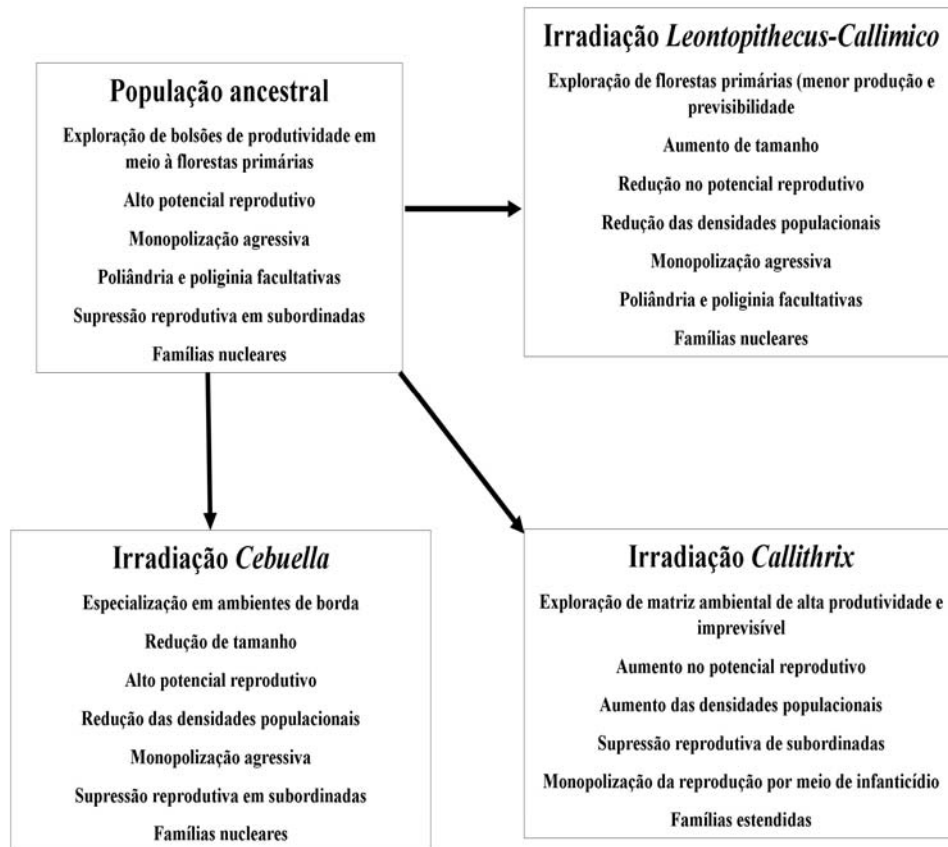 População ancestral
Exploração de bolsões de produtividade em
meio à florestas primárias
Alto potencial reprodutivo
Monopolização agressiva
Poliândria e poliginia facultativas
Supressão reprodutiva em subordinadas
Famílias nucleares
Irradiação Leontopithecus-Callimico
Exploração de florestas primárias (menor produção e
previsibilidade
Aumento de tamanho
Redução no potencial reprodutivo
Redução das densidades populacionais
Monopolização agressiva
Poliândria e poliginia facultativas
Famílias nucleares
Irradiação Cebuella
Especialização em ambientes de borda
Redução de tamanho
Alto potencial reprodutivo
Redução das densidades populacionais
Monopolização agressiva
Supressão reprodutiva em subordinadas
Famílias nucleares
Irradiação Callithrix
Exploração de matriz ambiental de alta produtividade e
imprevisível
Aumento no potencial reprodutivo
Aumento das densidades populacionais
Supressão reprodutiva de subordinadas
Monopolização da reprodução por meio de infanticídio
Famílias estendidas